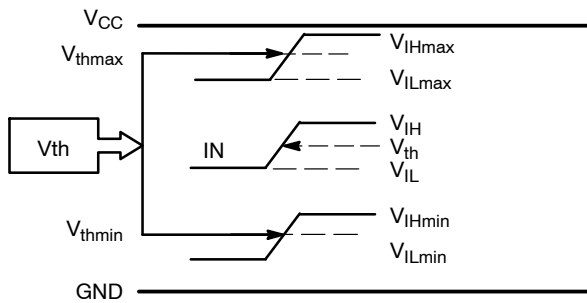 VCC
Vthmax
VIHmax
VILmax
Vth
IN
VIH
Vth
VIL
Vthmin
VIHmin
VILmin
GND